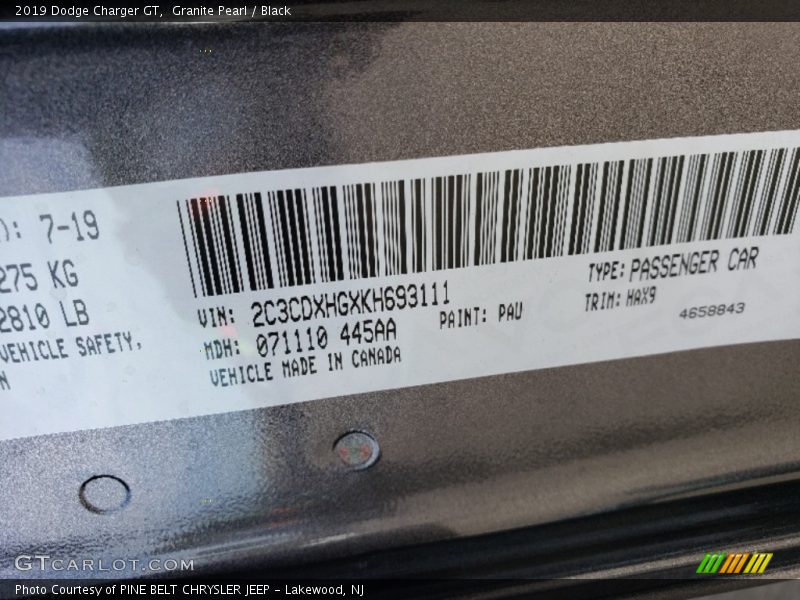 2019 Dodge Charger GT,  Granite Pearl / Black
): 7-19
275 KG
2810 LB
VEHICLE SAFETY,
N
VIN: 2C3CDXHGXKH693111
MDH: 071110 445AA
VEHICLE MADE IN CANADA
PAINT: PAU
TYPE: PASSENGER CAR
TRIM: HAX9
4658843
GTCARLOT.COM
Photo Courtesy of PINE BELT CHRYSLER JEEP - Lakewood, NJ